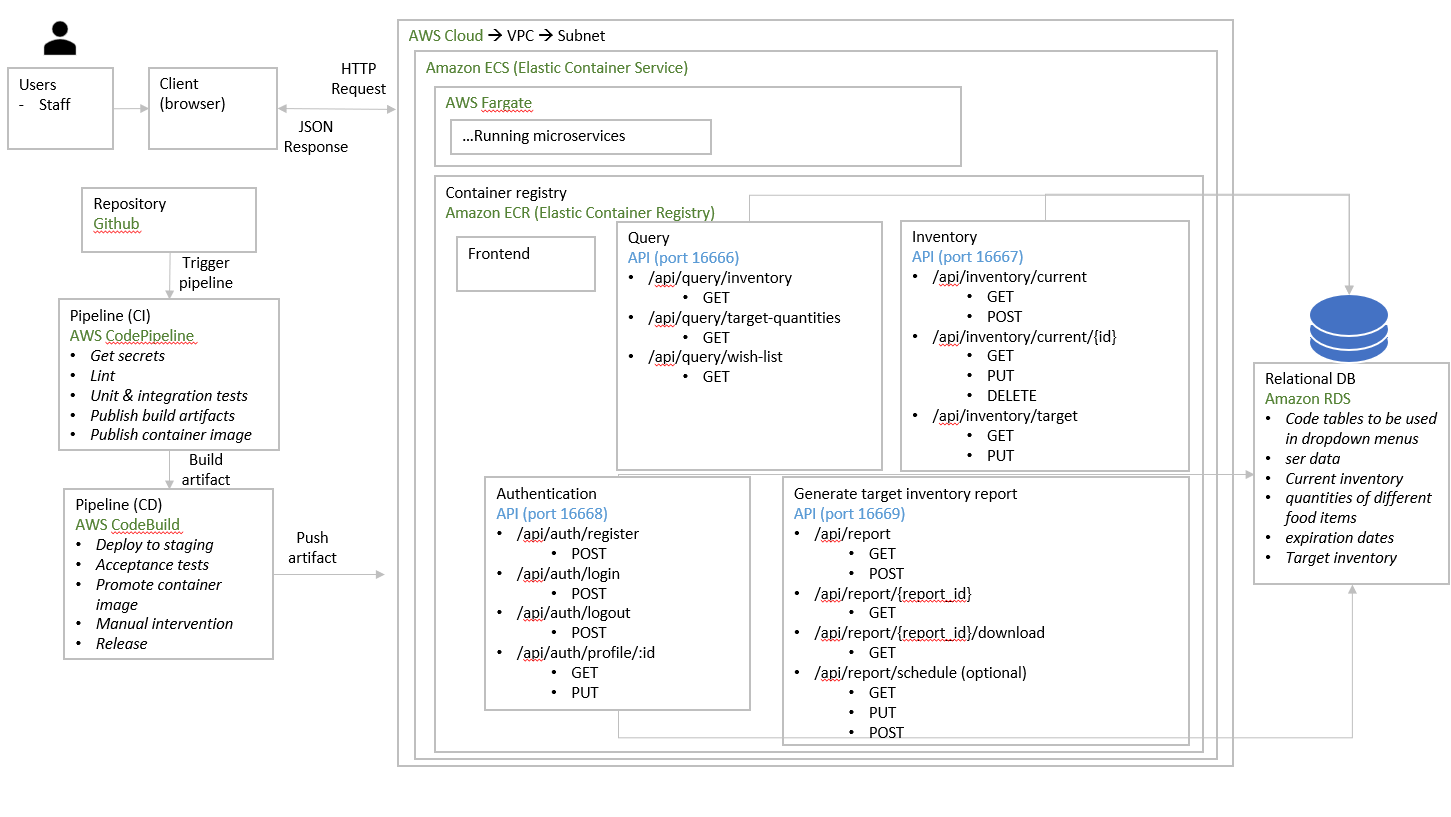 Users
- Staff
Client
(browser)
HTTP
Request
JSON
Response
Repository
Github
Trigger
pipeline
Pipeline (CI)
AWS CodePipeline
• Get secrets
• Lint
• Unit & integration tests
• Publish build artifacts
• Publish container image
Build
artifact
Pipeline (CD)
AWS CodeBuild
• Deploy to staging
• Acceptance tests
• Promote container
image
• Manual intervention
• Release
Push
artifact
AWS Cloud → VPC → Subnet
Amazon ECS (Elastic Container Service)
AWS Fargate
...Running microservices
Container registry
Amazon ECR (Elastic Container Registry)
Frontend
Query
API (port 16666)
• /api/query/inventory
• GET
• /api/query/target-quantities
• GET
• /api/query/wish-list
• GET
Inventory
API (port 16667)
• /api/inventory/current
• GET
• POST
• /api/inventory/current/{id}
• GET
• PUT
• DELETE
• /api/inventory/target
• GET
• PUT
Authentication
API (port 16668)
• /api/auth/register
• POST
• /api/auth/login
• POST
• /api/auth/logout
• POST
• /api/auth/profile/:id
• GET
• PUT
Generate target inventory report
API (port 16669)
• /api/report
• GET
• POST
• /api/report/{report_id}
• GET
• /api/report/{report_id}/download
• GET
• /api/report/schedule (optional)
• GET
• PUT
• POST
Relational DB
Amazon RDS
• Code tables to be used
in dropdown menus
• ser data
• Current inventory
• quantities of different
food items
• expiration dates
• Target inventory